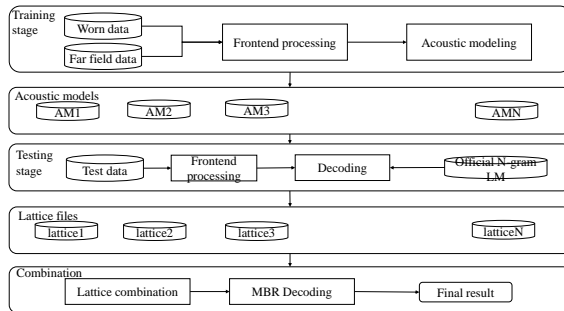 Training
stage
Worn data
Far field data
Frontend processing
Acoustic modeling
Acoustic models
AM1
AM2
AM3
AMN
Testing
stage
Test data
Frontend
processing
Decoding
Official N-gram
LM
Lattice files
lattice1
lattice2
lattice3
latticeN
Combination
Lattice combination
MBR Decoding
Final result